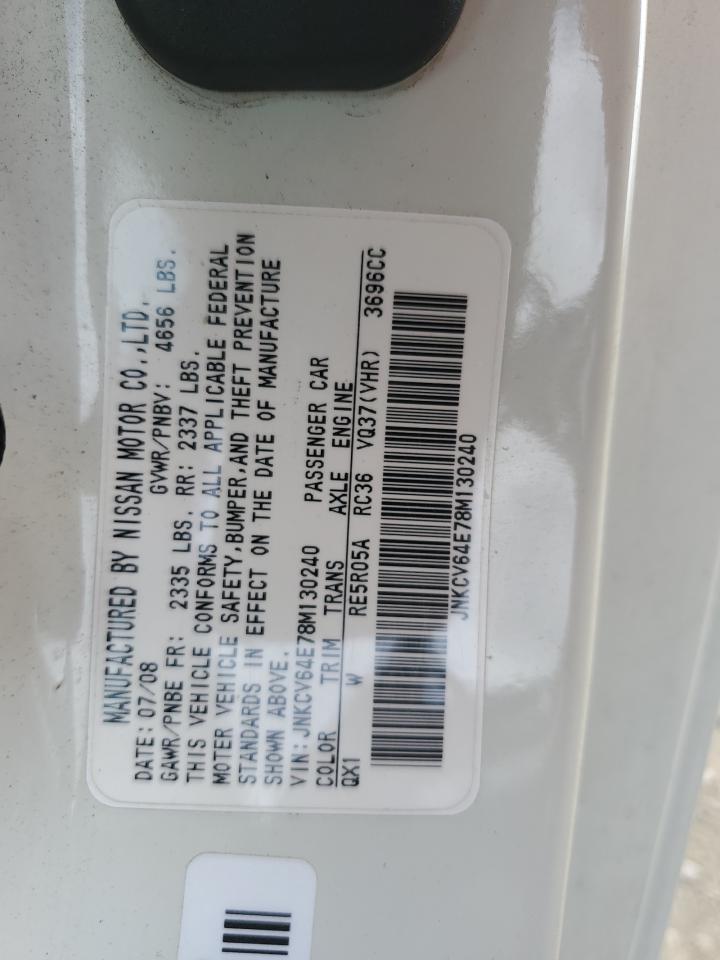 MANUFACTURED BY NISSAN MOTOR CO.,LTD.
DATE: 07/08 GVWR/PNBV: 4656 LBS.
GAWR/PNBE FR: 2335 LBS. RR: 2337 LBS.
THIS VEHICLE CONFORMS TO ALL APPLICABLE FEDERAL
MOTER VEHICLE SAFETY,BUMPER,AND THEFT PREVENTION
STANDARDS IN EFFECT ON THE DATE OF MANUFACTURE
SHOWN ABOVE.
VIN: JNKCV64E78M130240 PASSENGER CAR
COLOR TRIM TRANS AXLE ENGINE
QX1 W RE5R05A RC36 VQ37(VHR) 3696CC
JNKCV64E78M130240